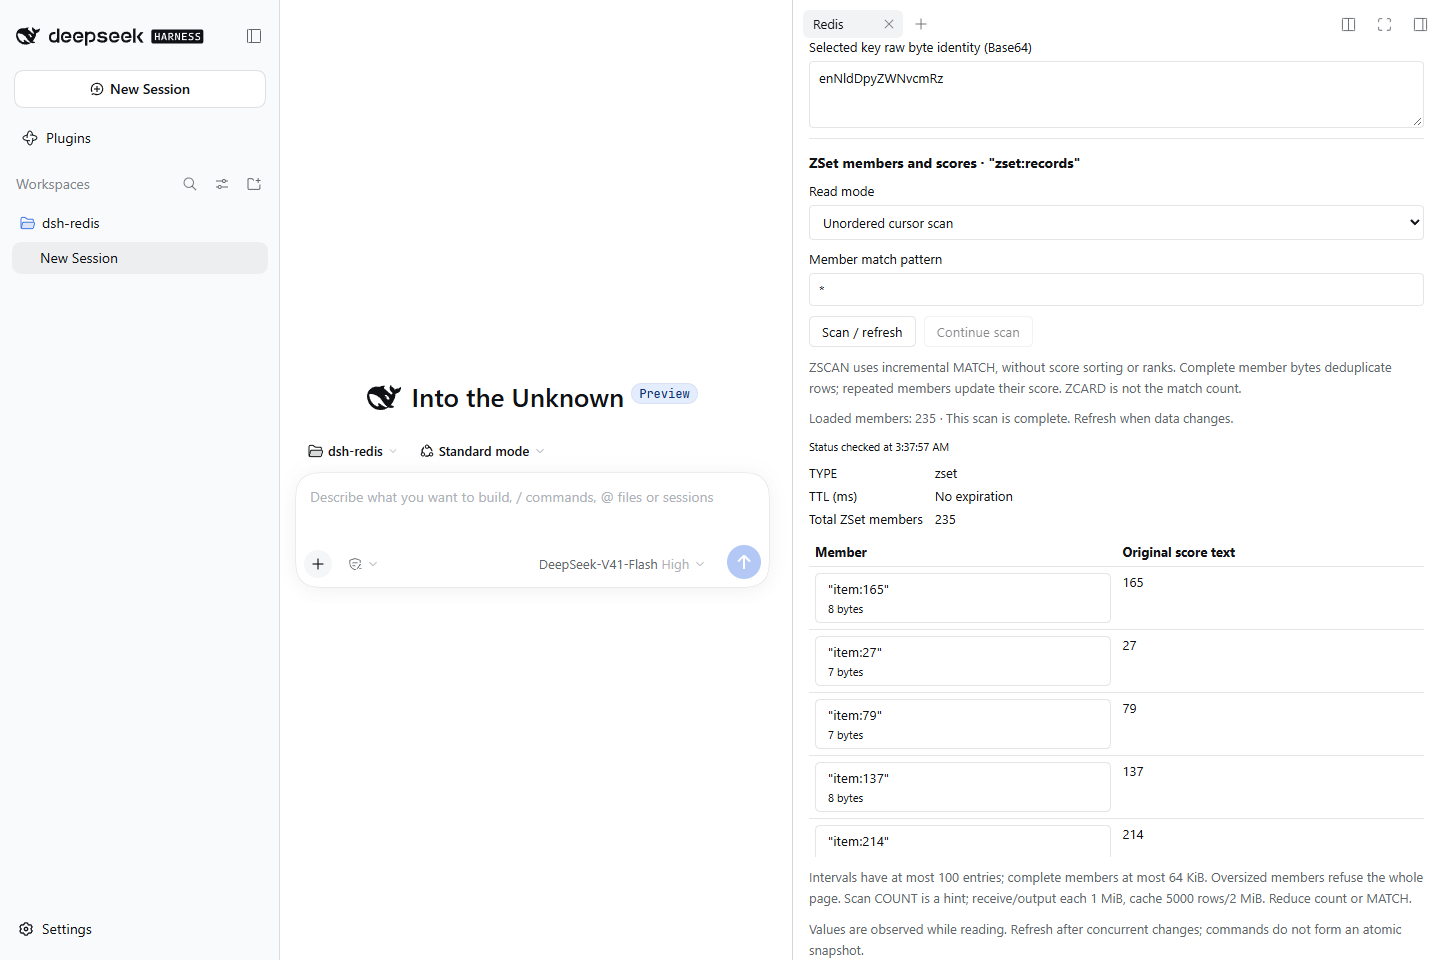 deepseek HARNESS
New Session
Plugins
Workspaces
dsh-redis
New Session
Settings
Into the Unknown Preview
dsh-redis Standard mode
Describe what you want to build, / commands, @ files or sessions
DeepSeek-V41-Flash High
Redis
Selected key raw byte identity (Base64)
enNldDpyZWNvcmRz
ZSet members and scores · "zset:records"
Read mode
Unordered cursor scan
Member match pattern
*
Scan / refresh Continue scan
ZSCAN uses incremental MATCH, without score sorting or ranks. Complete member bytes deduplicate
rows; repeated members update their score. ZCARD is not the match count.
Loaded members: 235 · This scan is complete. Refresh when data changes.
Status checked at 3:37:57 AM
TYPE zset
TTL (ms) No expiration
Total ZSet members 235
Member Original score text
"item:165" 165
8 bytes
"item:27" 27
7 bytes
"item:79" 79
7 bytes
"item:137" 137
8 bytes
"item:214" 214
Intervals have at most 100 entries; complete members at most 64 KiB. Oversized members refuse the whole
page. Scan COUNT is a hint; receive/output each 1 MiB, cache 5000 rows/2 MiB. Reduce count or MATCH.
Values are observed while reading. Refresh after concurrent changes; commands do not form an atomic
snapshot.